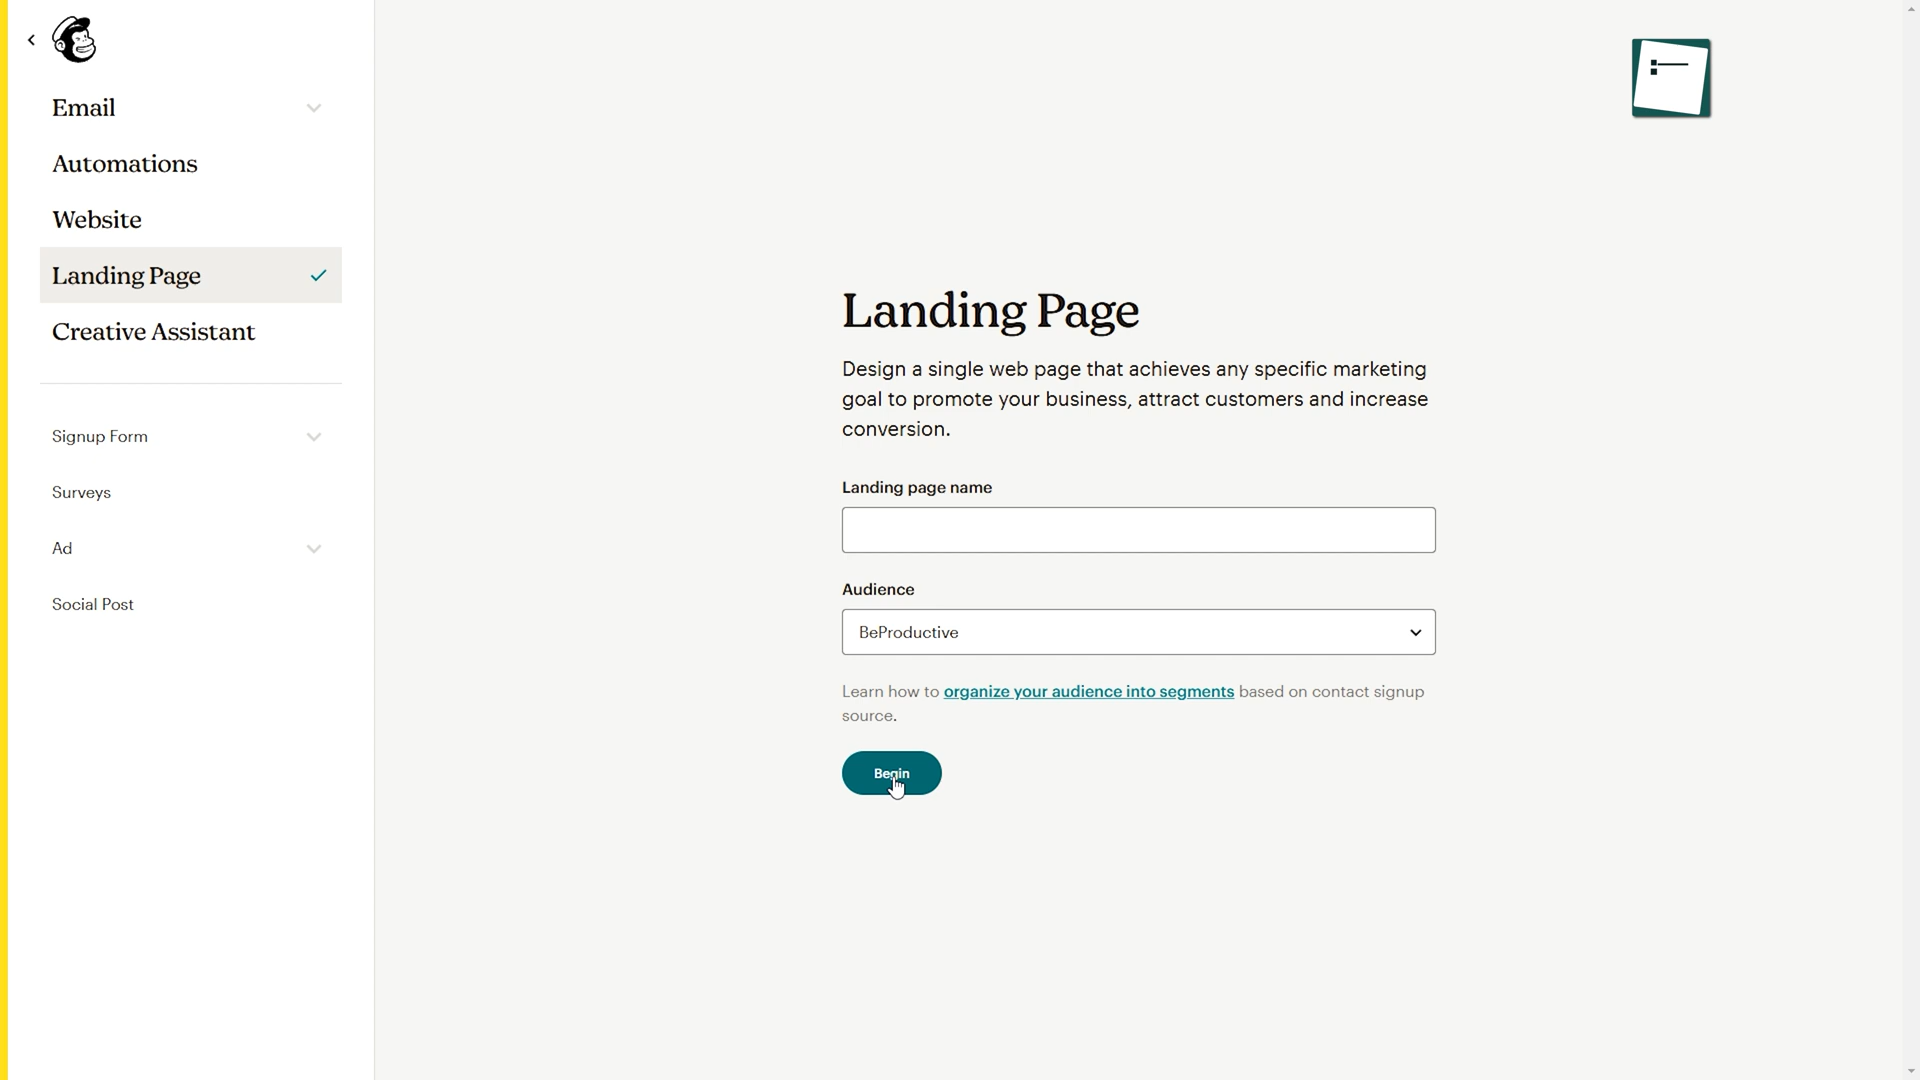 Email
Automations
Website
Landing Page
Creative Assistant
Signup Form
Surveys
Ad
Social Post
Landing Page
Design a single web page that achieves any specific marketing
goal to promote your business, attract customers and increase
conversion.
Landing page name
Audience
BeProductive
Learn how to organize your audience into segments based on contact signup
source.
Begin